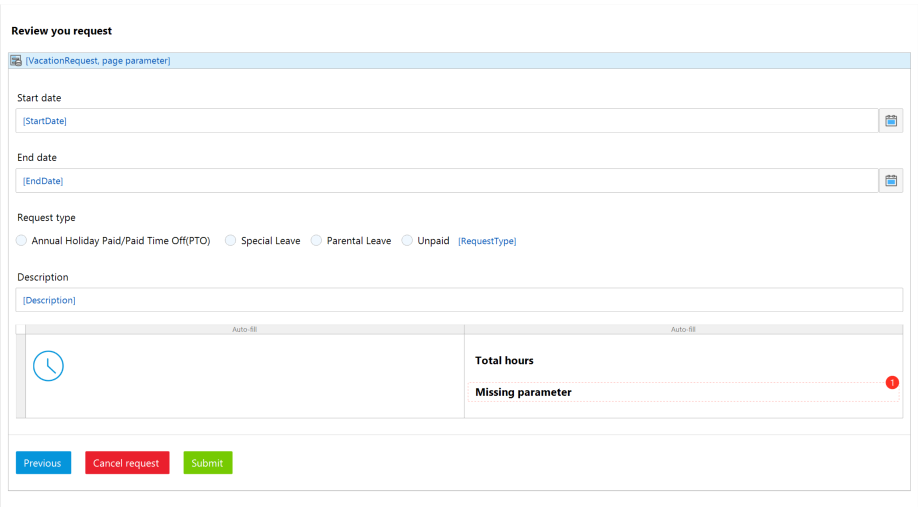 Review you request
[VacationRequest, page parameter]
Start date
[StartDate]
End date
[EndDate]
Request type
Annual Holiday Paid/Paid Time Off(PTO) Special Leave Parental Leave Unpaid [RequestType]
Description
[Description]
Auto-fill Auto-fill
Total hours
1
Missing parameter
Previous Cancel request Submit